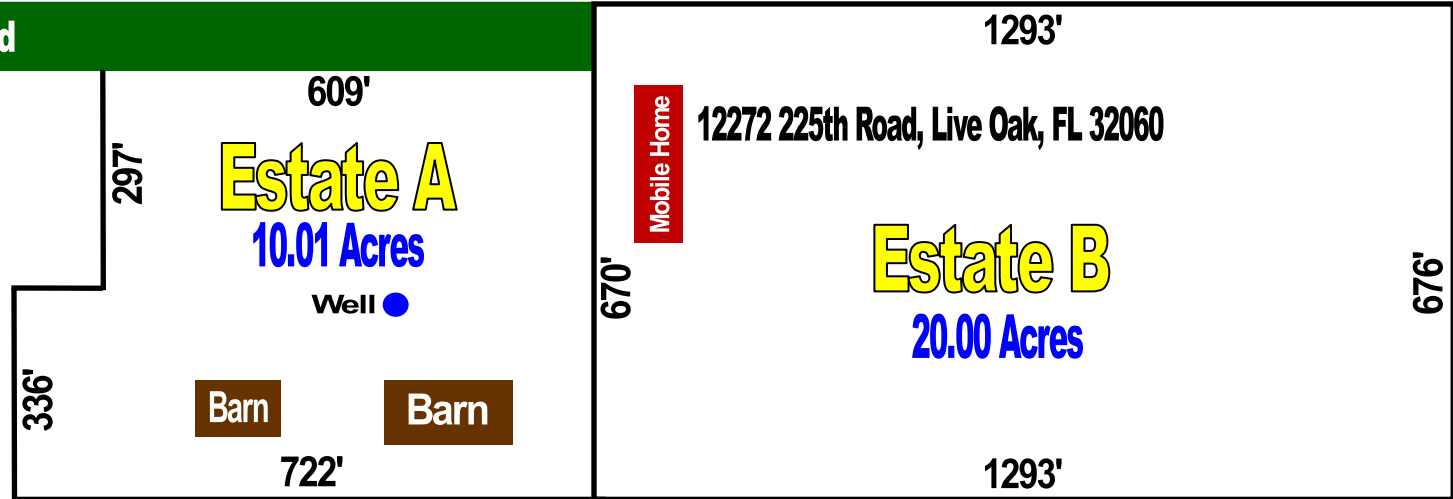 d
609'
297'
Estate A
10.01 Acres
Well
336'
Barn
Barn
722'
1293'
Mobile Home
12272 225th Road, Live Oak, FL 32060
670'
Estate B
20.00 Acres
676'
1293'